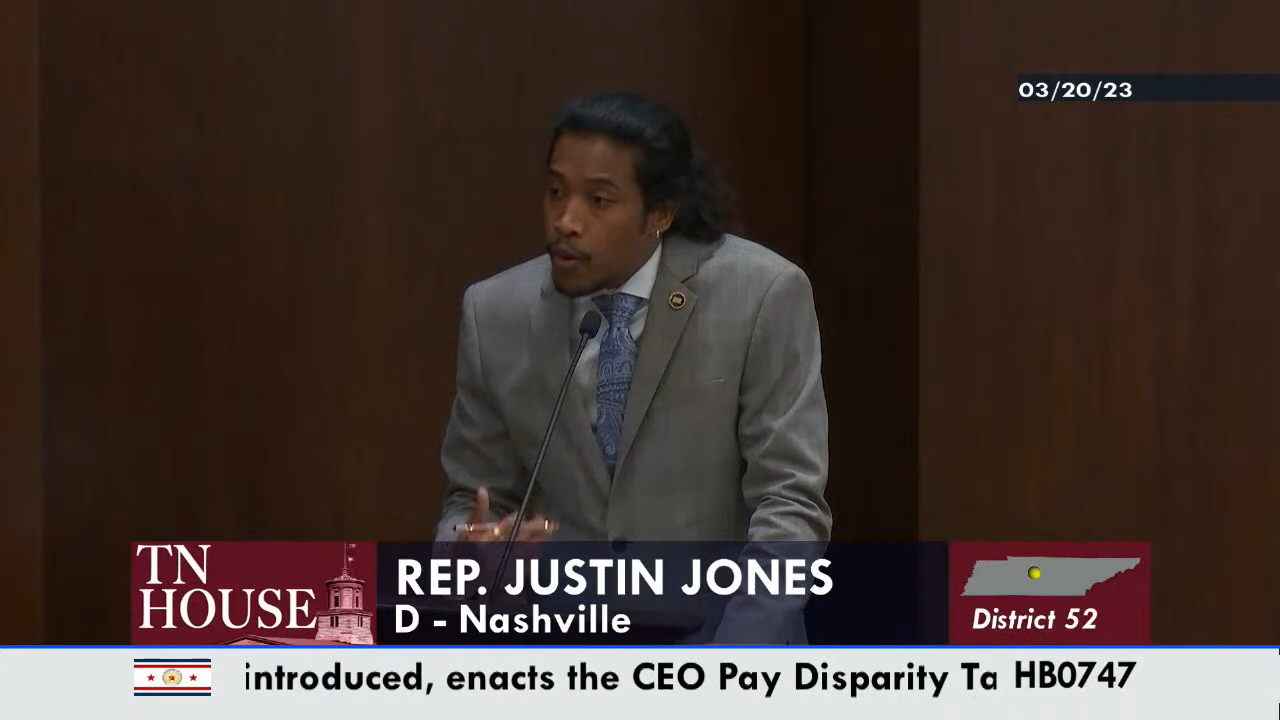 03/20/23
TN
HOUSE
REP. JUSTIN JONES
D - Nashville
District 52
introduced, enacts the CEO Pay Disparity Ta HB0747